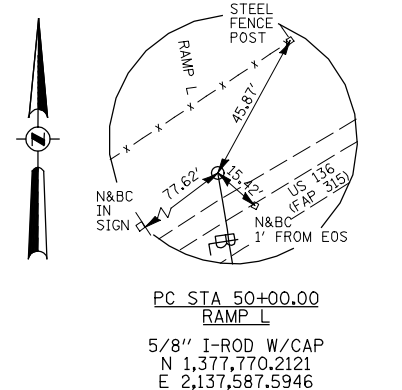 STEEL
FENCE
POST
RAMP L
x
x
x
x
45.87'
N
77.62'
15.42'
US 136
(FAP 315)
N&BC
IN
SIGN
N&BC
1' FROM EOS
PC STA 50+00.00
RAMP L
5/8" I-ROD W/CAP
N 1,377,770.2121
E 2,137,587.5946